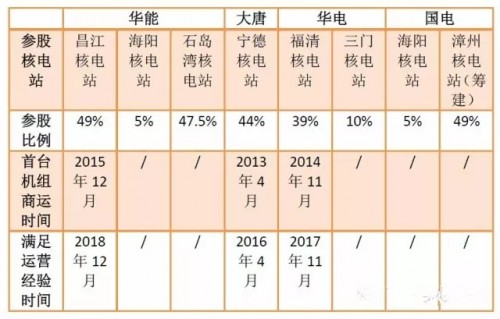 华能 大唐 华电 国电
参股核电站 昌江核电站 海阳核电站 石岛湾核电站 宁德核电站 福清核电站 三门核电站 海阳核电站 漳州核电站（筹建）
参股比例 49% 5% 47.5% 44% 39% 10% 5% 49%
首台机组商运时间 2015年12月 / / 2013年4月 2014年11月 / / /
满足运营经验时间 2018年12月 / / 2016年4月 2017年11月 / / /